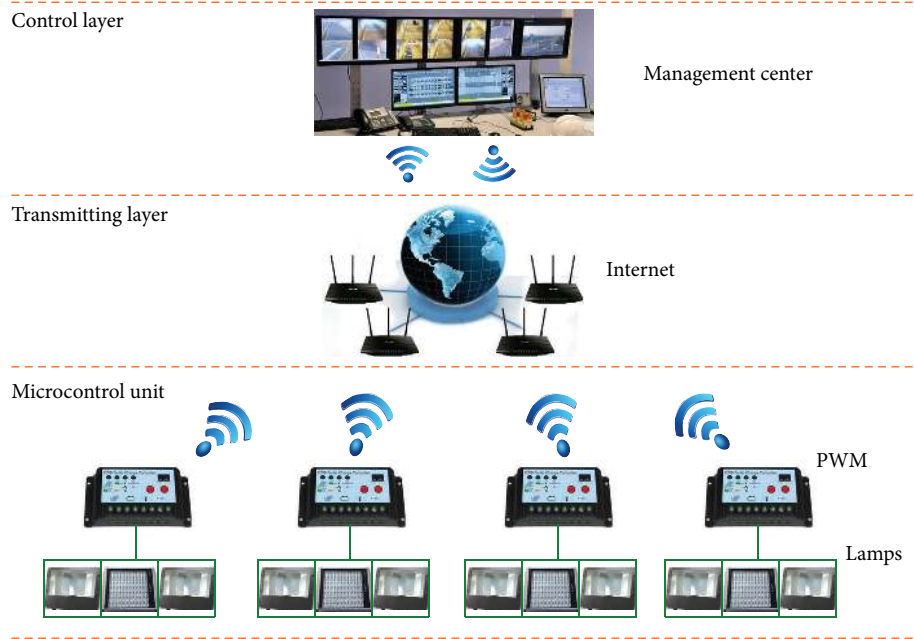 Control layer
Management center
Transmitting layer
Internet
Microcontrol unit
PWM
Lamps